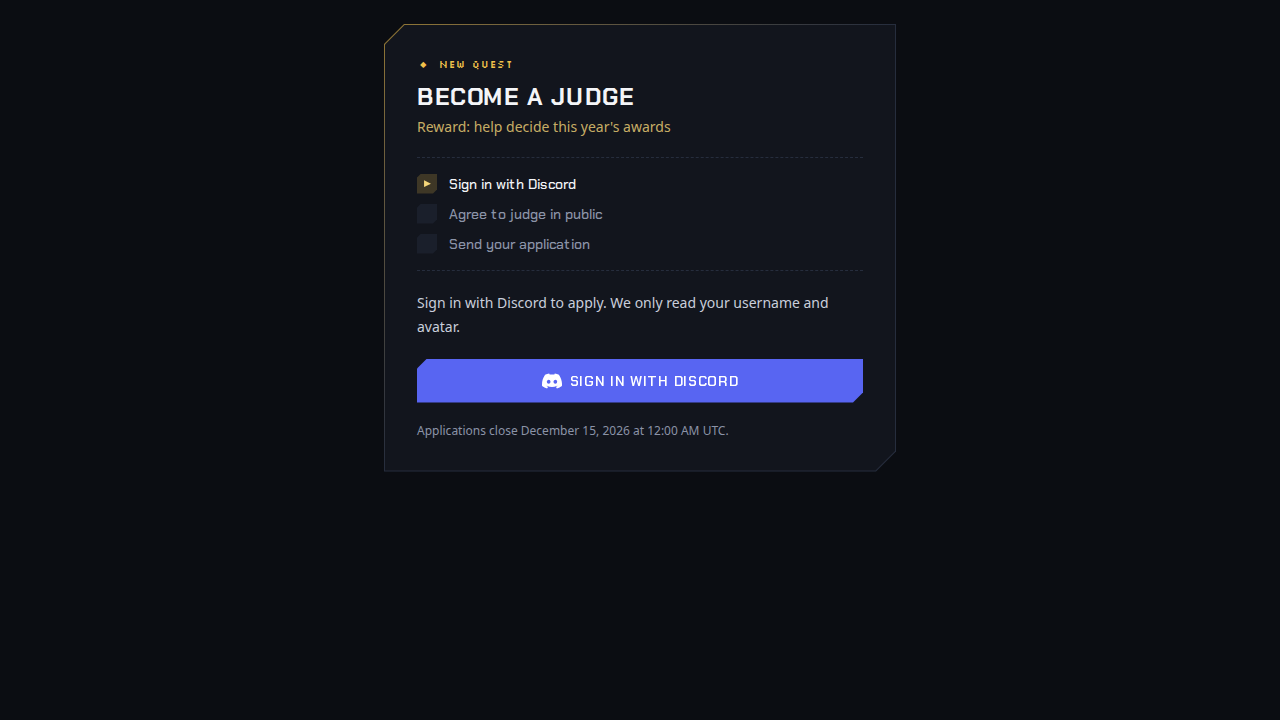 NEW QUEST
BECOME A JUDGE
Reward: help decide this year's awards
Sign in with Discord
Agree to judge in public
Send your application
Sign in with Discord to apply. We only read your username and
avatar.
SIGN IN WITH DISCORD
Applications close December 15, 2026 at 12:00 AM UTC.